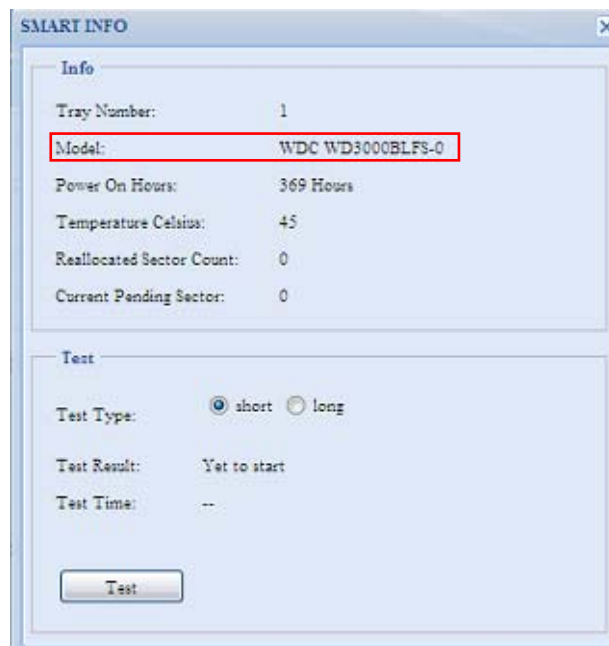 SMART INFO
Info
Tray Number: 1
Model: WDC WD3000BLFS-0
Power On Hours: 369 Hours
Temperature Celsius: 45
Reallocated Sector Count: 0
Current Pending Sector: 0
Test
Test Type: short long
Test Result: Yet to start
Test Time: --
Test